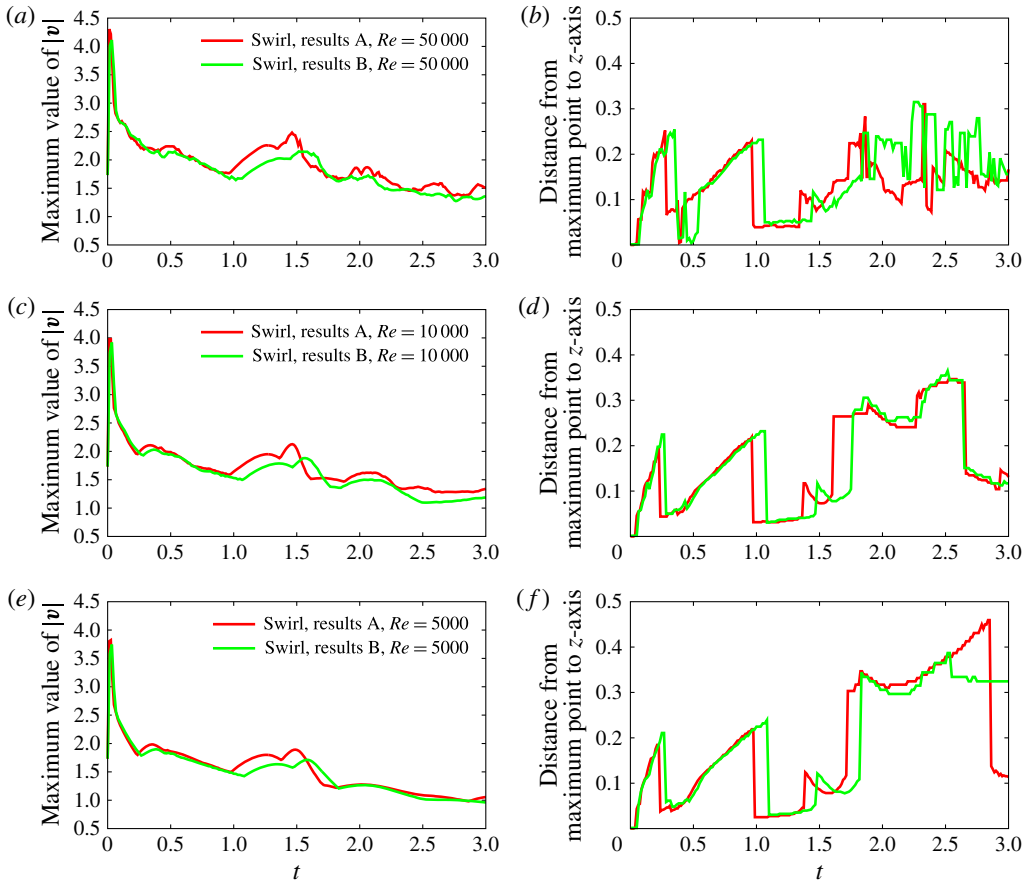 (a)
Maximum value of |v|
4.5
4.0
3.5
3.0
2.5
2.0
1.5
1.0
0.5
0 0.5 1.0 1.5 2.0 2.5 3.0
Swirl, results A, Re = 50 000
Swirl, results B, Re = 50 000
(b)
Distance from
maximum point to z-axis
0.5
0.4
0.3
0.2
0.1
0 0.5 1.0 1.5 2.0 2.5 3.0
(c)
Maximum value of |v|
4.5
4.0
3.5
3.0
2.5
2.0
1.5
1.0
0.5
0 0.5 1.0 1.5 2.0 2.5 3.0
Swirl, results A, Re = 10 000
Swirl, results B, Re = 10 000
(d)
Distance from
maximum point to z-axis
0.5
0.4
0.3
0.2
0.1
0 0.5 1.0 1.5 2.0 2.5 3.0
(e)
Maximum value of |v|
4.5
4.0
3.5
3.0
2.5
2.0
1.5
1.0
0.5
0 0.5 1.0 1.5 2.0 2.5 3.0
t
Swirl, results A, Re = 5000
Swirl, results B, Re = 5000
(f)
Distance from
maximum point to z-axis
0.5
0.4
0.3
0.2
0.1
0 0.5 1.0 1.5 2.0 2.5 3.0
t